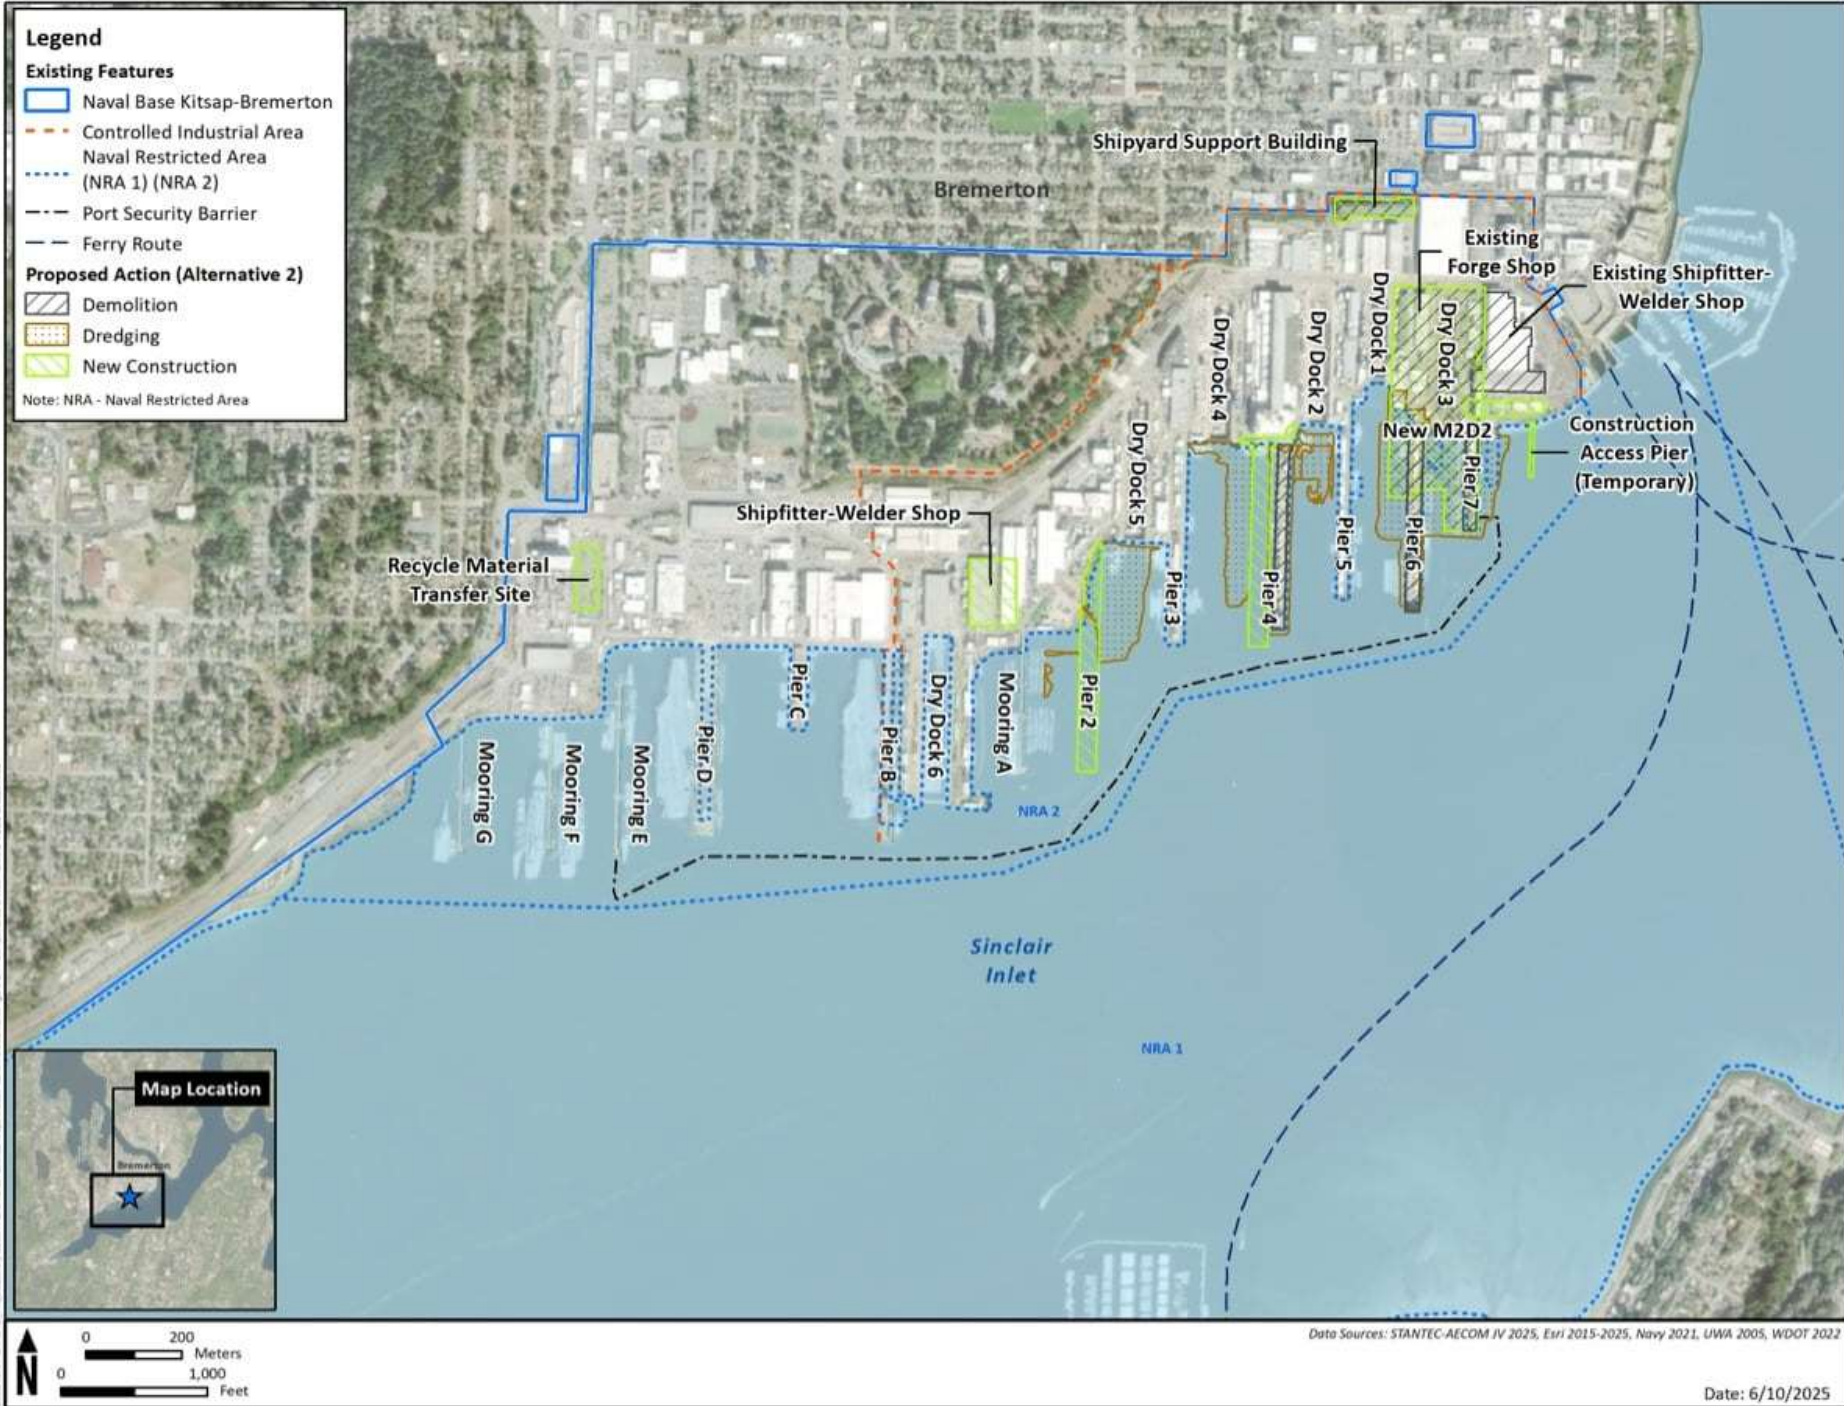 Legend
Existing Features
Naval Base Kitsap-Bremerton
Controlled Industrial Area
Naval Restricted Area
(NRA 1) (NRA 2)
Port Security Barrier
Ferry Route
Proposed Action (Alternative 2)
Demolition
Dredging
New Construction
Note: NRA - Naval Restricted Area
Shipyard Support Building
Bremerton
Existing
Forge Shop
Existing Shipfitter-
Welder Shop
Dry Dock 4
Dry Dock 2
Dry Dock 1
Dry Dock 3
New M2D2
Construction
Access Pier
(Temporary)
Dry Dock 5
Pier 7
Shipfitter-Welder Shop
Recycle Material
Transfer Site
Pier 3
Pier 4
Pier 5
Pier 6
Mooring G
Mooring F
Mooring E
Pier D
Pier C
Pier B
Dry Dock 6
Mooring A
Pier 2
NRA 2
Sinclair
Inlet
NRA 1
Map Location
Bremerton
N
0 200
Meters
0 1,000
Feet
Data Sources: STANTEC-AECOM JV 2025, Esri 2015-2025, Navy 2021, UWA 2005, WDOT 2022
Date: 6/10/2025